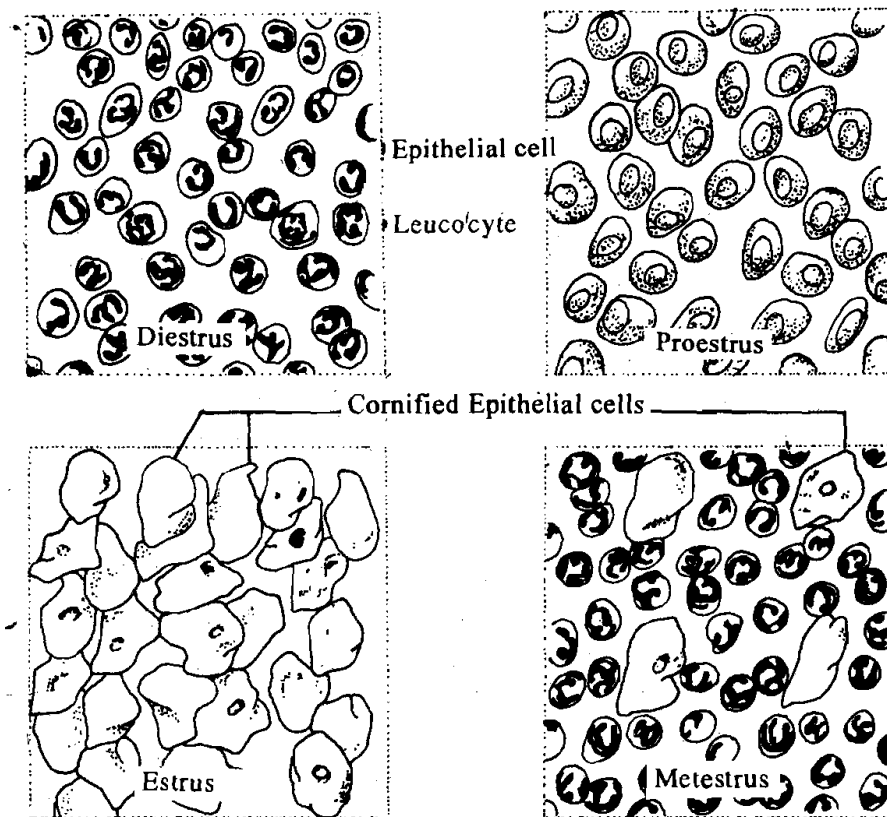 Epithelial cell
Leucocyte
Diestrus
Proestrus
Cornified Epithelial cells
Estrus
Metestrus